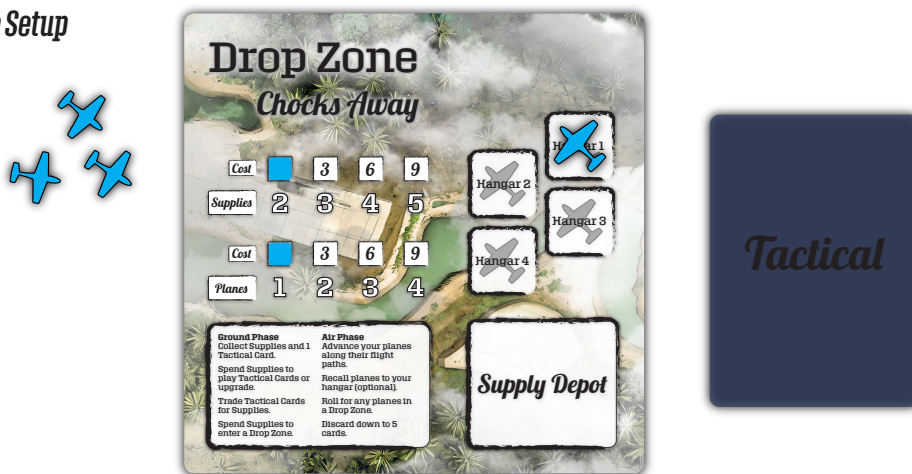 Setup
Drop Zone
Chocks Away
Cost 3 6 9
Supplies 2 3 4 5
Cost 3 6 9
Planes 1 2 3 4
Hangar 1
Hangar 2
Hangar 3
Hangar 4
Ground Phase
Collect Supplies and 1
Tactical Card.
Spend Supplies to
play Tactical Cards or
upgrade.
Trade Tactical Cards
for Supplies.
Spend Supplies to
enter a Drop Zone.
Air Phase
Advance your planes
along their flight
paths.
Recall planes to your
hangar (optional).
Roll for any planes in
a Drop Zone.
Discard down to 5
cards.
Supply Depot
Tactical